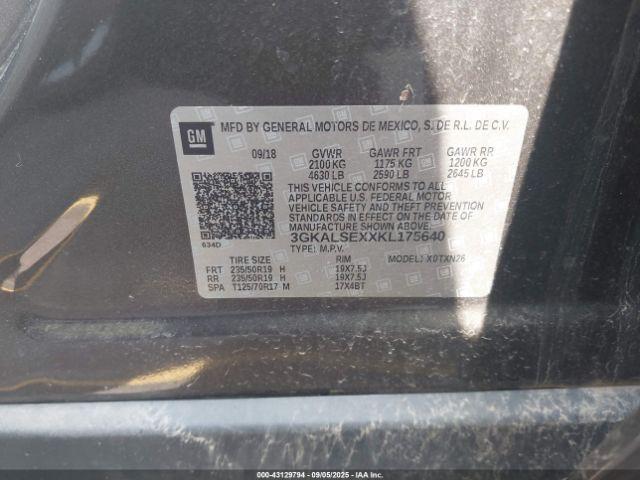 GM MFD BY GENERAL MOTORS DE MEXICO, S. DE R.L. DE C.V.
09/18 GVWR GAWR FRT GAWR RR
2100 KG 1175 KG 1200 KG
4630 LB 2590 LB 2645 LB
THIS VEHICLE CONFORMS TO ALL
APPLICABLE U.S. FEDERAL MOTOR
VEHICLE SAFETY AND THEFT PREVENTION
STANDARDS IN EFFECT ON THE DATE OF
MANUFACTURE SHOWN ABOVE.
3GKALSEXXKL175640
634D TYPE: M.P.V. MODEL: X0TXN26
TIRE SIZE RIM
FRT 235/50R19 H 19X7.5J
RR 235/50R19 H 19X7.5J
SPA T125/70R17 M 17X4BT
000-43129794 - 09/05/2025 - IAAI.COM